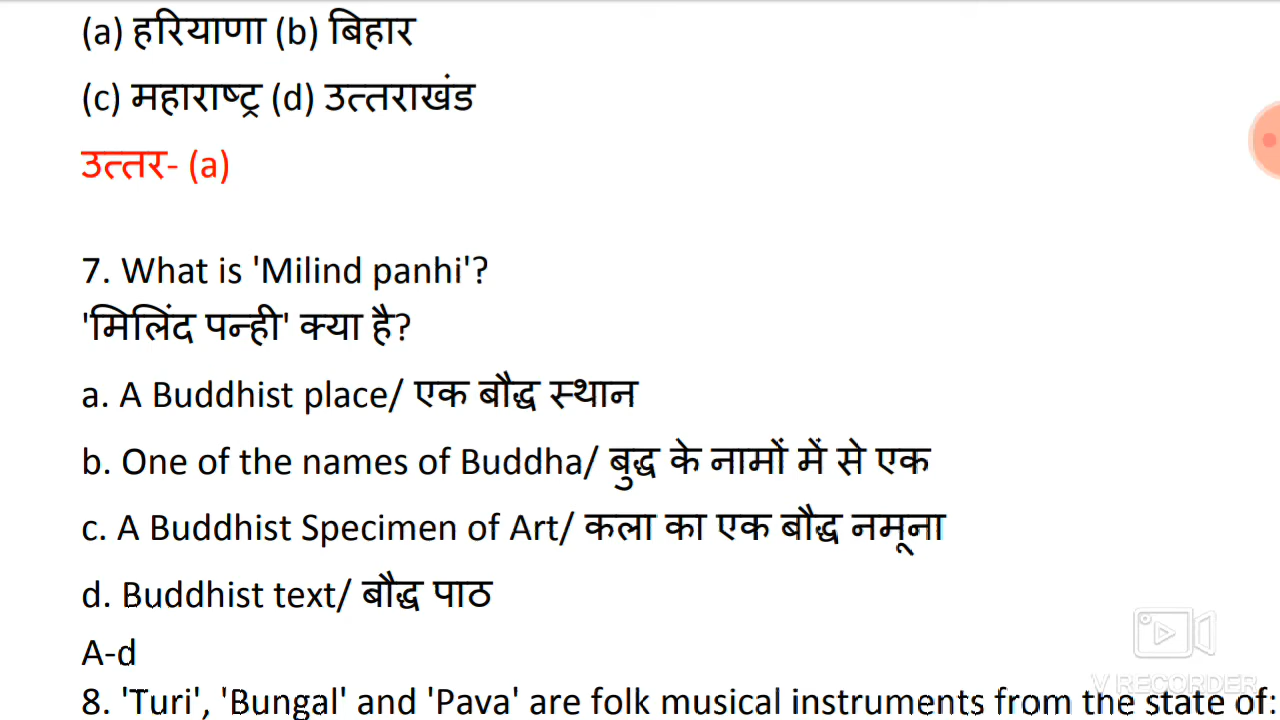 (a) हरियाणा (b) बिहार
(c) महाराष्ट्र (d) उत्तराखंड
उत्तर- (a)
7. What is 'Milind panhi'?
'मिलिंद पन्ही' क्या है?
a. A Buddhist place/ एक बौद्ध स्थान
b. One of the names of Buddha/ बुद्ध के नामों में से एक
c. A Buddhist Specimen of Art/ कला का एक बौद्ध नमूना
d. Buddhist text/ बौद्ध पाठ
A-d
8. 'Turi', 'Bungal' and 'Pava' are folk musical instruments from the state of:
V RECORDER